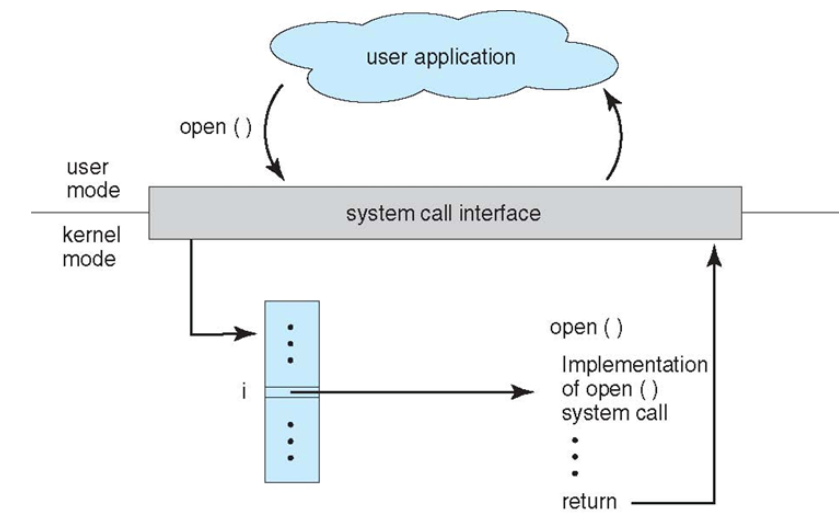 user application
open ( )
user
mode
system call interface
kernel
mode
open ( )
i
Implementation
of open ( )
system call
return